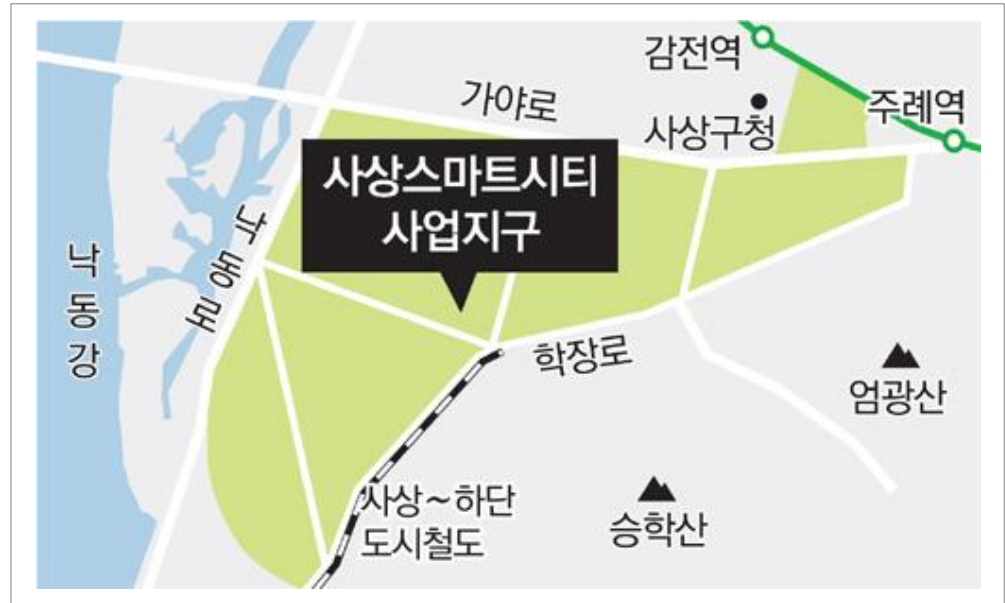 감전역
가야로
주례역
사상구청
사상스마트시티
사업지구
낙동로
낙동강
학장로
엄광산
사상~하단
도시철도
승학산